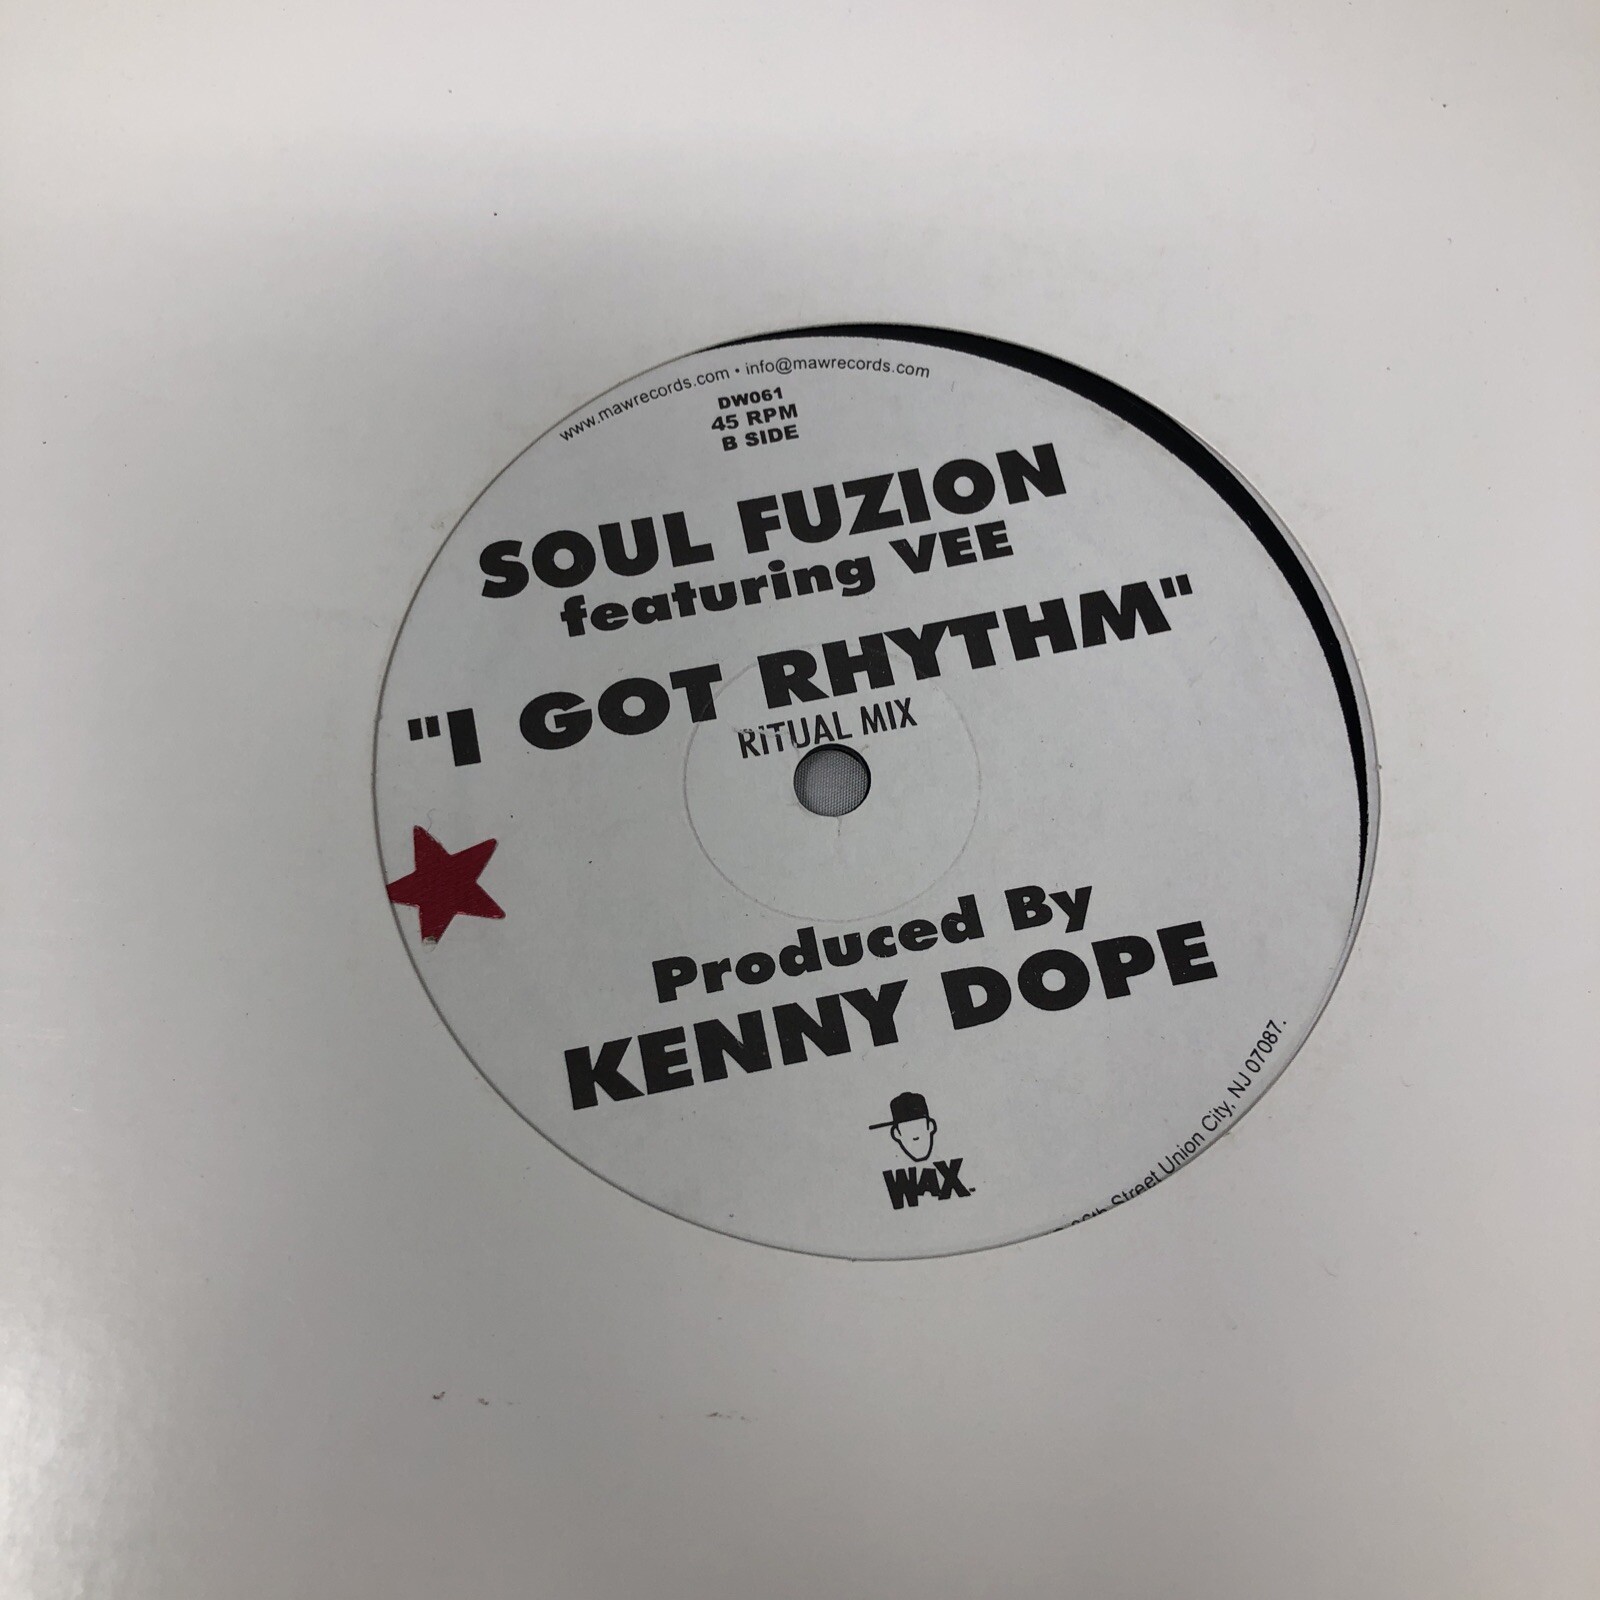 www.mawrecords.com • info@mawrecords.com
DW061
45 RPM
B SIDE
SOUL FUZION
featuring VEE
"I GOT RHYTHM"
RITUAL MIX
Produced By
KENNY DOPE
WAX™
Street Union City, NJ 07087.